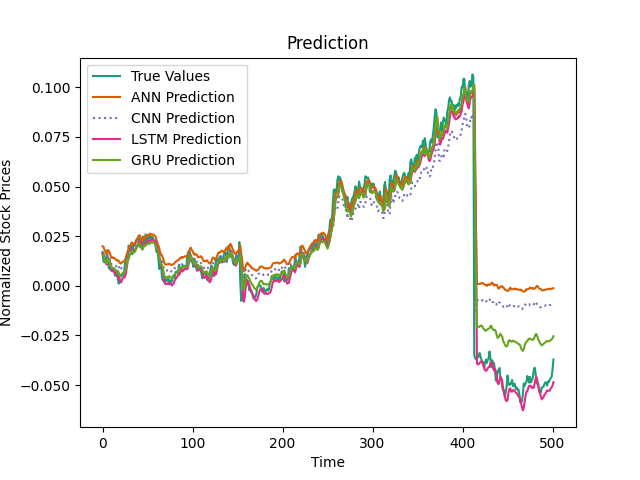 Prediction
True Values
ANN Prediction
CNN Prediction
LSTM Prediction
GRU Prediction
Normalized Stock Prices
0.100
0.075
0.050
0.025
0.000
−0.025
−0.050
0 100 200 300 400 500
Time